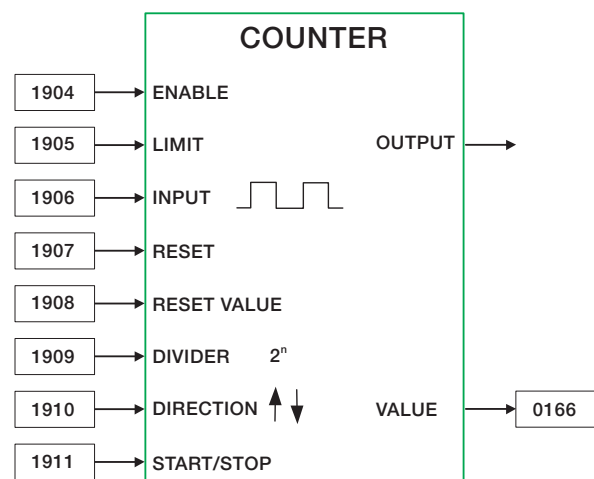 COUNTER
1904 ENABLE
1905 LIMIT OUTPUT
1906 INPUT
1907 RESET
1908 RESET VALUE
1909 DIVIDER 2ⁿ
1910 DIRECTION VALUE 0166
1911 START/STOP